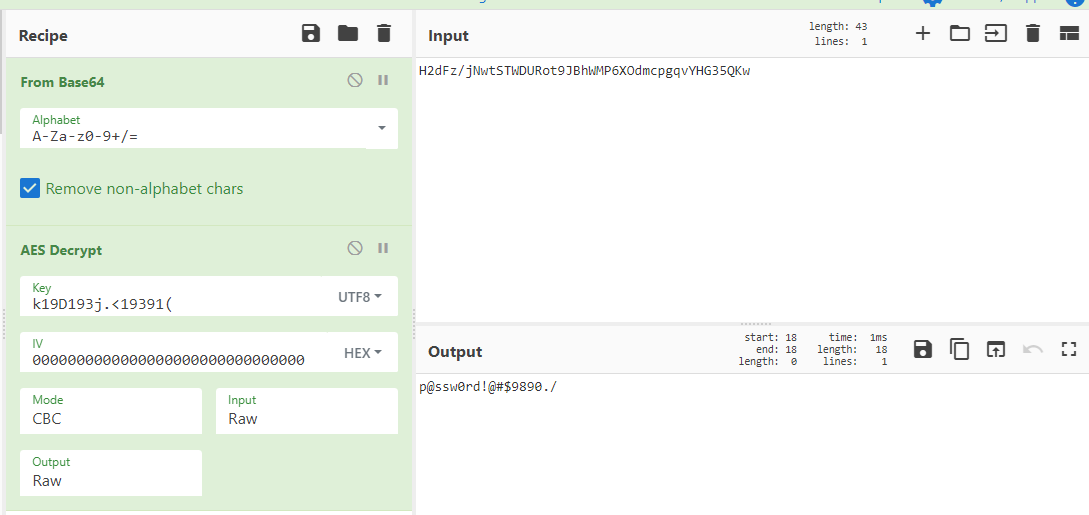 Recipe
From Base64
Alphabet
A-Za-z0-9+/=
Remove non-alphabet chars
AES Decrypt
Key
k19D193j.<19391(
UTF8
IV
00000000000000000000000000000000
HEX
Mode
CBC
Input
Raw
Output
Raw
Input
length: 43
lines: 1
H2dFz/jNwtSTWDURot9JBhWMP6XOdmcpgqvYHG35QKw
Output
start: 18
end: 18
length: 0
time: 1ms
length: 18
lines: 1
p@ssw0rd!@#$9890./